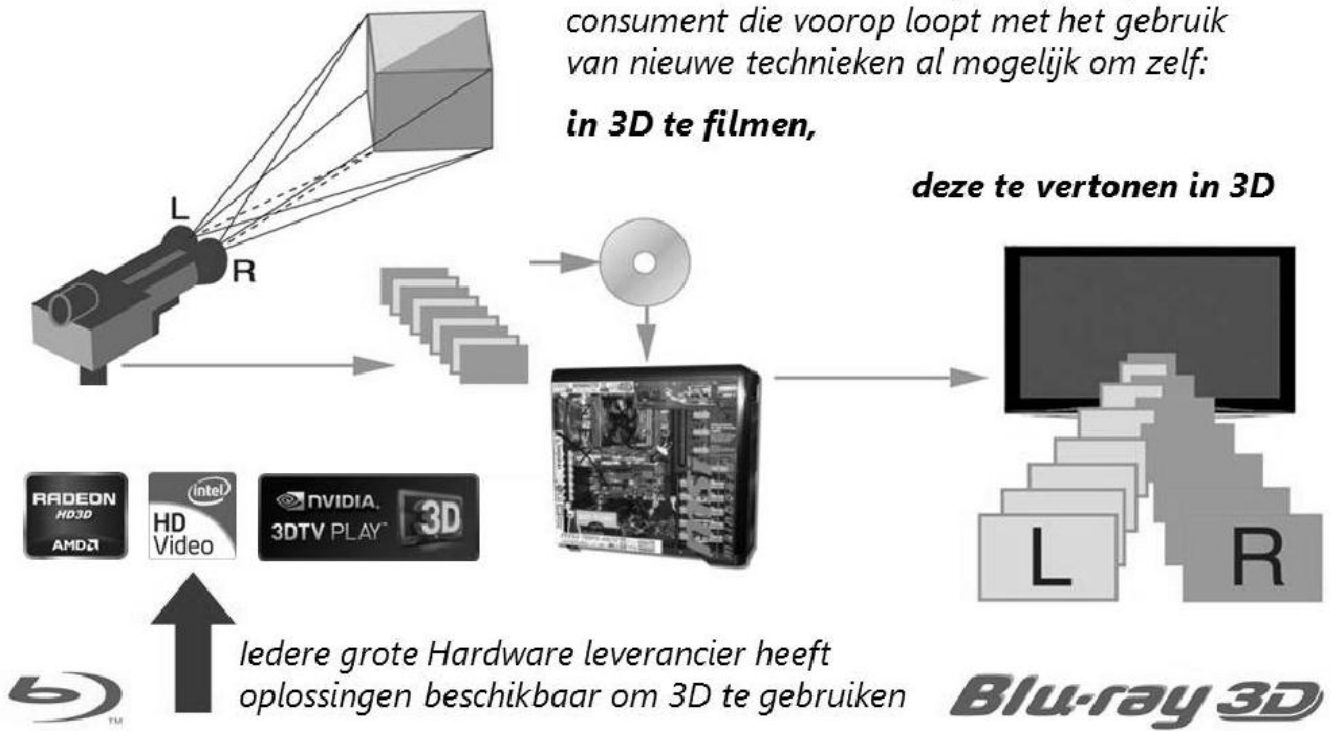 consument die voorop loopt met het gebruik
van nieuwe technieken al mogelijk om zelf:
in 3D te filmen,
deze te vertonen in 3D
L
R
RADEON
HD3D
AMD
intel
HD
Video
NVIDIA.
3DTV PLAY™
3D
L
R
Iedere grote Hardware leverancier heeft
oplossingen beschikbaar om 3D te gebruiken
TM
Blu-ray 3D